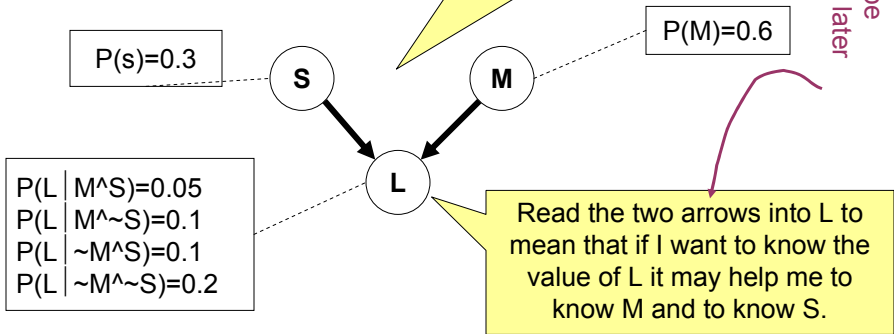 be
later
P(s)=0.3
S
M
P(M)=0.6
L
P(L | M^S)=0.05
P(L | M^~S)=0.1
P(L | ~M^S)=0.1
P(L | ~M^~S)=0.2
Read the two arrows into L to
mean that if I want to know the
value of L it may help me to
know M and to know S.